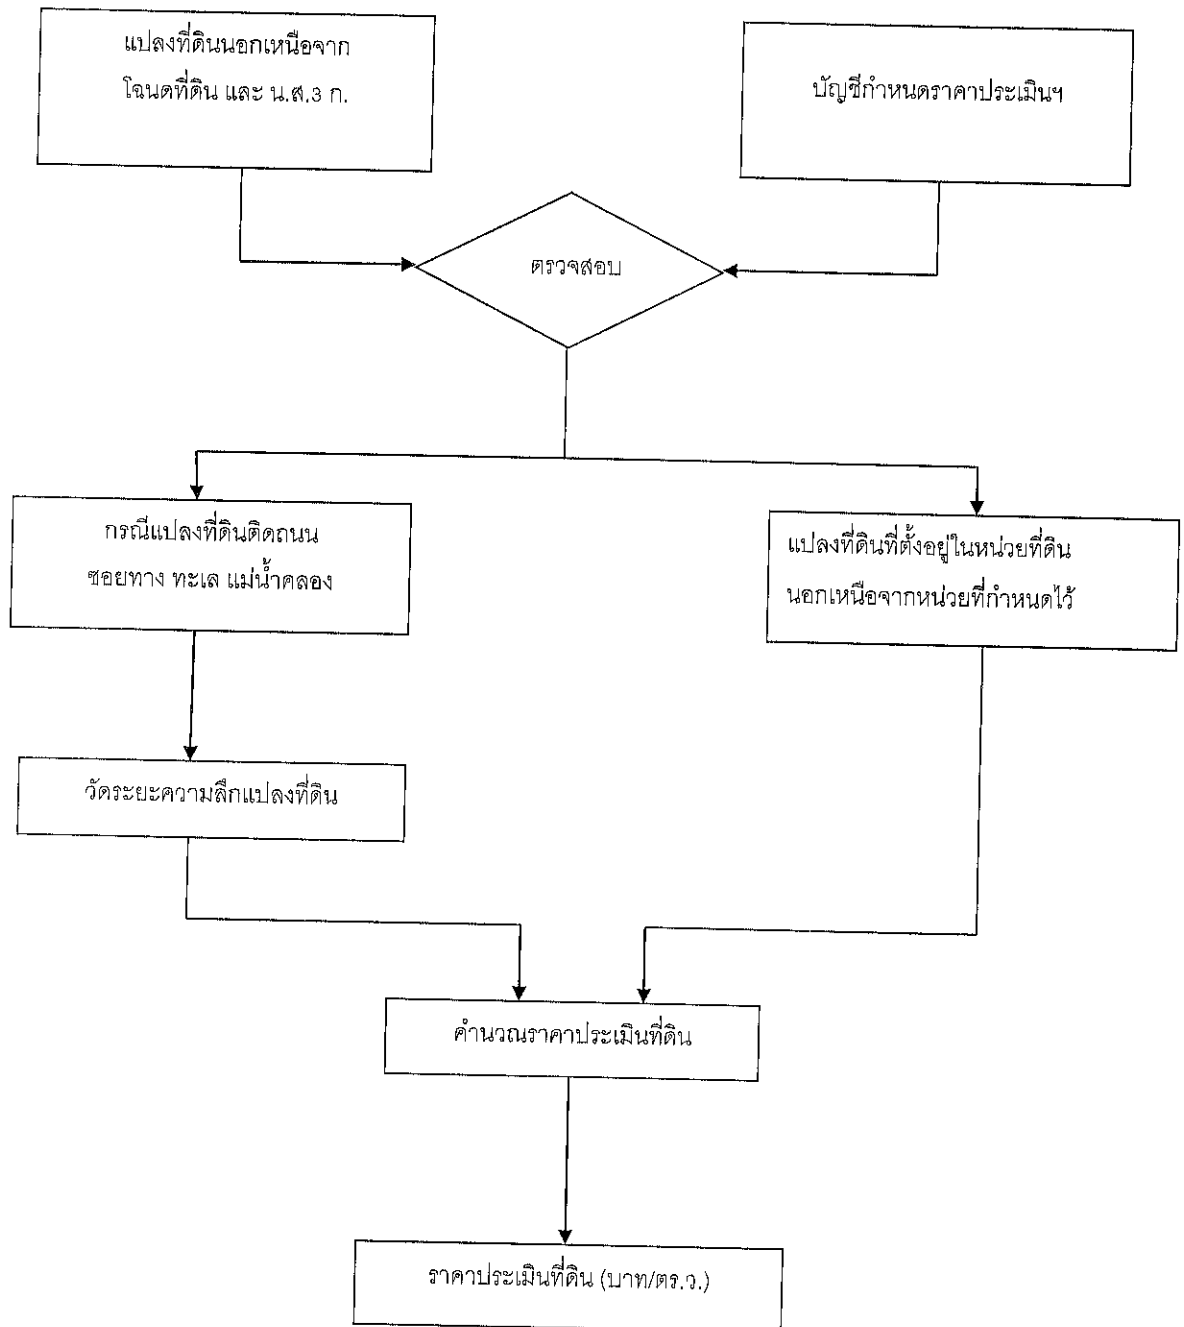 แปลงที่ดินนอกเหนือจาก
โฉนดที่ดิน และ น.ส.3 ก.
บัญชีกำหนดราคาประเมินฯ
ตรวจสอบ
กรณีแปลงที่ดินติดถนน
ซอยทาง ทะเล แม่น้ำคลอง
แปลงที่ดินที่ตั้งอยู่ในหน่วยที่ดิน
นอกเหนือจากหน่วยที่กำหนดไว้
วัดระยะความลึกแปลงที่ดิน
คำนวณราคาประเมินที่ดิน
ราคาประเมินที่ดิน (บาท/ตร.ว.)